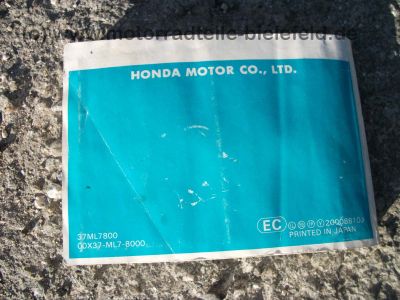 (c) www.motorradteile-bielefeld.de
HONDA MOTOR CO., LTD.
37ML7800
00X37-ML7-8000
EC
PRINTED IN JAPAN